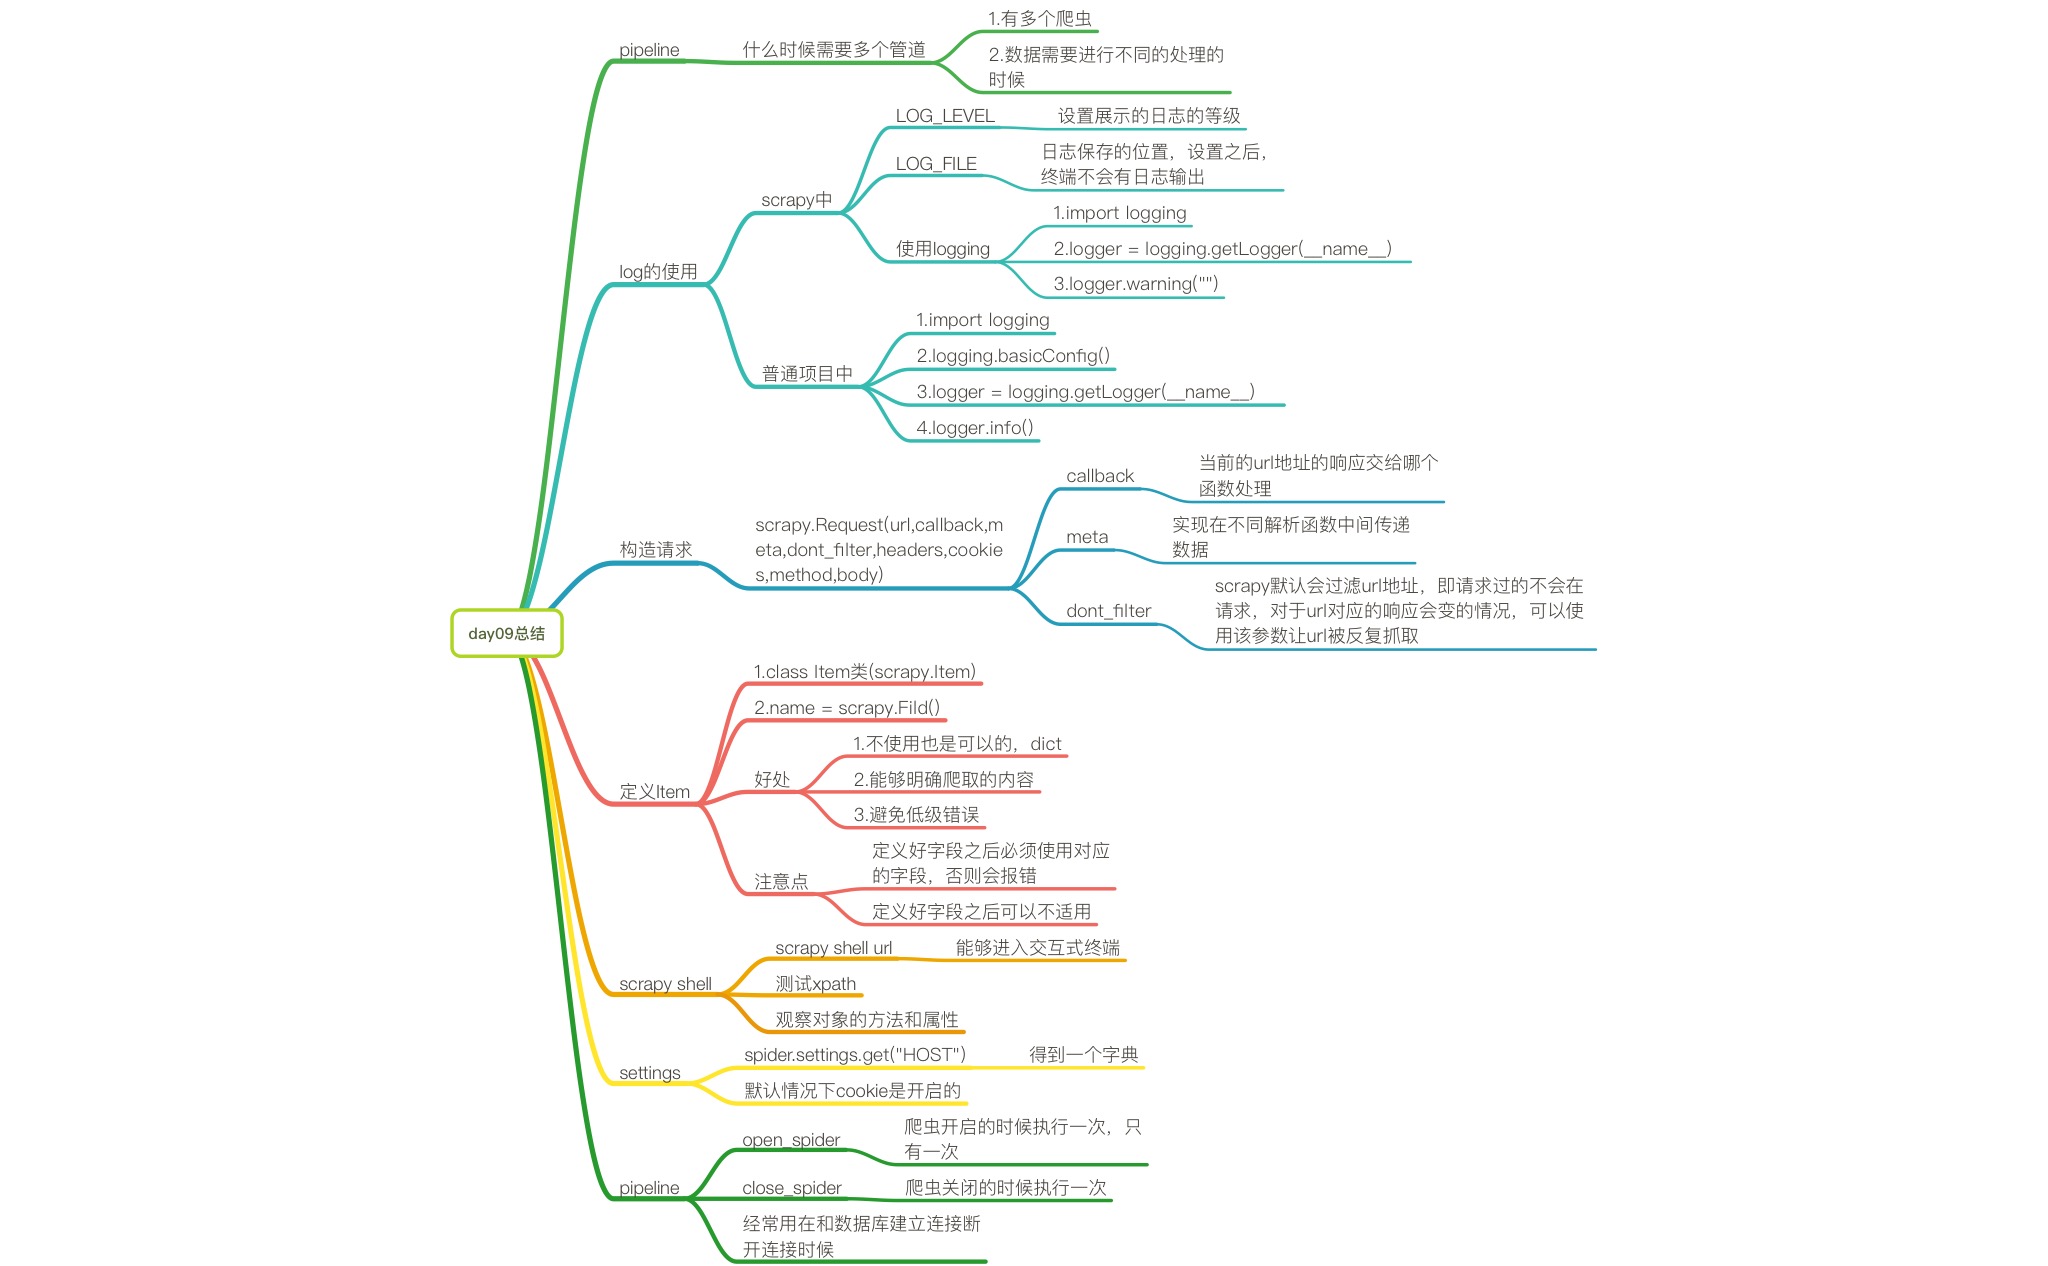 day09总结
pipeline
什么时候需要多个管道
1.有多个爬虫
2.数据需要进行不同的处理的
时候
log的使用
scrapy中
LOG_LEVEL
设置展示的日志的等级
LOG_FILE
日志保存的位置，设置之后，
终端不会有日志输出
使用logging
1.import logging
2.logger = logging.getLogger(__name__)
3.logger.warning("")
普通项目中
1.import logging
2.logging.basicConfig()
3.logger = logging.getLogger(__name__)
4.logger.info()
构造请求
scrapy.Request(url,callback,m
eta,dont_filter,headers,cookie
s,method,body)
callback
当前的url地址的响应交给哪个
函数处理
meta
实现在不同解析函数中间传递
数据
dont_filter
scrapy默认会过滤url地址，即请求过的不会在
请求，对于url对应的响应会变的情况，可以使
用该参数让url被反复抓取
定义Item
1.class Item类(scrapy.Item)
2.name = scrapy.Fild()
好处
1.不使用也是可以的，dict
2.能够明确爬取的内容
3.避免低级错误
注意点
定义好字段之后必须使用对应
的字段，否则会报错
定义好字段之后可以不适用
scrapy shell
scrapy shell url
能够进入交互式终端
测试xpath
观察对象的方法和属性
settings
spider.settings.get("HOST")
得到一个字典
默认情况下cookie是开启的
pipeline
open_spider
爬虫开启的时候执行一次，只
有一次
close_spider
爬虫关闭的时候执行一次
经常用在和数据库建立连接断
开连接时候